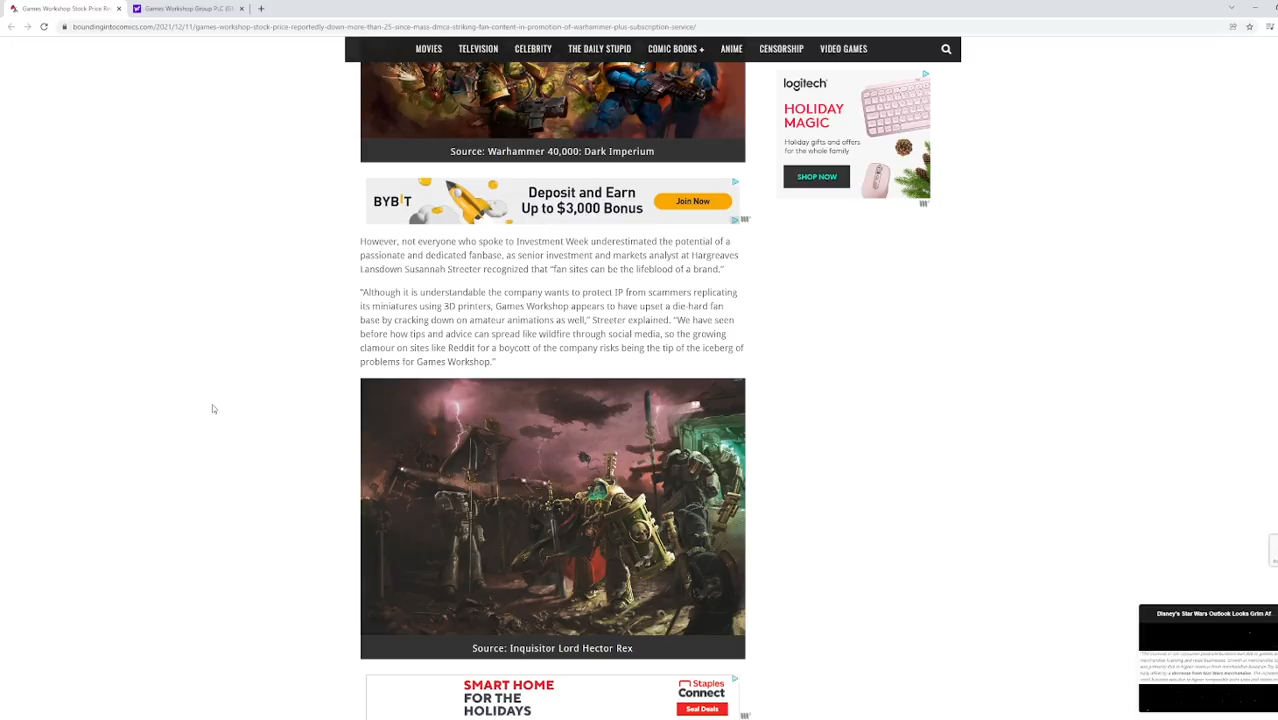 Games Workshop Stock Price Re
Games Workshop Group PLC (G
boundingintocomics.com/2021/12/11/games-workshop-stock-price-reportedly-down-more-than-25-since-mass-dmca-striking-fan-content-in-promotion-of-warhammer-plus-subscription-service/
MOVIES TELEVISION CELEBRITY THE DAILY STUPID COMIC BOOKS + ANIME CENSORSHIP VIDEO GAMES
Source: Warhammer 40,000: Dark Imperium
logitech
HOLIDAY
MAGIC
Holiday gifts and offers
for the whole family
SHOP NOW
BYBIT
Deposit and Earn
Up to $3,000 Bonus
Join Now
However, not everyone who spoke to Investment Week underestimated the potential of a
passionate and dedicated fanbase, as senior investment and markets analyst at Hargreaves
Lansdown Susannah Streeter recognized that “fan sites can be the lifeblood of a brand.”
“Although it is understandable the company wants to protect IP from scammers replicating
its miniatures using 3D printers, Games Workshop appears to have upset a die-hard fan
base by cracking down on amateur animations as well,” Streeter explained. “We have seen
before how tips and advice can spread like wildfire through social media, so the growing
clamour on sites like Reddit for a boycott of the company risks being the tip of the iceberg of
problems for Games Workshop.”
Source: Inquisitor Lord Hector Rex
SMART HOME
FOR THE
HOLIDAYS
Staples
Connect
Seal Deals
Disney's Star Wars Outlook Looks Grim Af